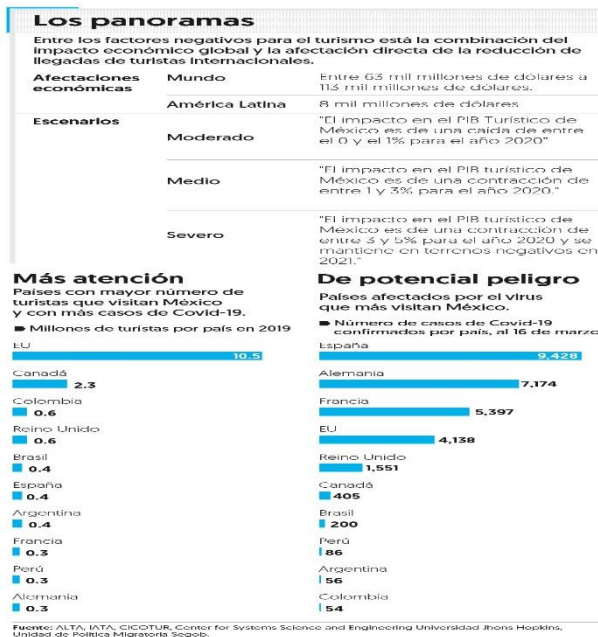 Los panoramas
Entre los factores negativos para el turismo está la combinación del
impacto económico global y la afectación directa de la reducción de
llegadas de turistas internacionales.
Afectaciones
económicas
Mundo
Entre 63 mil millones de dólares a
113 mil millones de dólares.
América Latina
8 mil millones de dólares
Escenarios
Moderado
"El impacto en el PIB Turístico de
México es de una caída de entre
el 0 y el 1% para el año 2020"
Medio
"El impacto en el PIB turístico de
México es de una contracción de
entre 1 y 3% para el año 2020."
Severo
"El impacto en el PIB turístico de
México es de una contracción de
entre 3 y 5% para el año 2020 y se
mantiene en terrenos negativos en
2021."
Más atención
Países con mayor número de
turistas que visitan México
y con más casos de Covid-19.
Millones de turistas por país en 2019
EU
10.5
Canadá
2.3
Colombia
0.6
Reino Unido
0.6
Brasil
0.4
España
0.4
Argentina
0.4
Francia
0.3
Perú
0.3
Alemania
0.3
De potencial peligro
Países afectados por el virus
que más visitan México.
Número de casos de Covid-19
confirmados por país, al 16 de marzo
España
9,428
Alemania
7,174
Francia
5,397
EU
4,138
Reino Unido
1,551
Canadá
405
Brasil
200
Perú
86
Argentina
56
Colombia
54
Fuente: ALTA, IATA, CICOTUR, Center for Systems Science and Engineering Universidad Jhons Hopkins,
Unidad de Política Migratoria Segob.